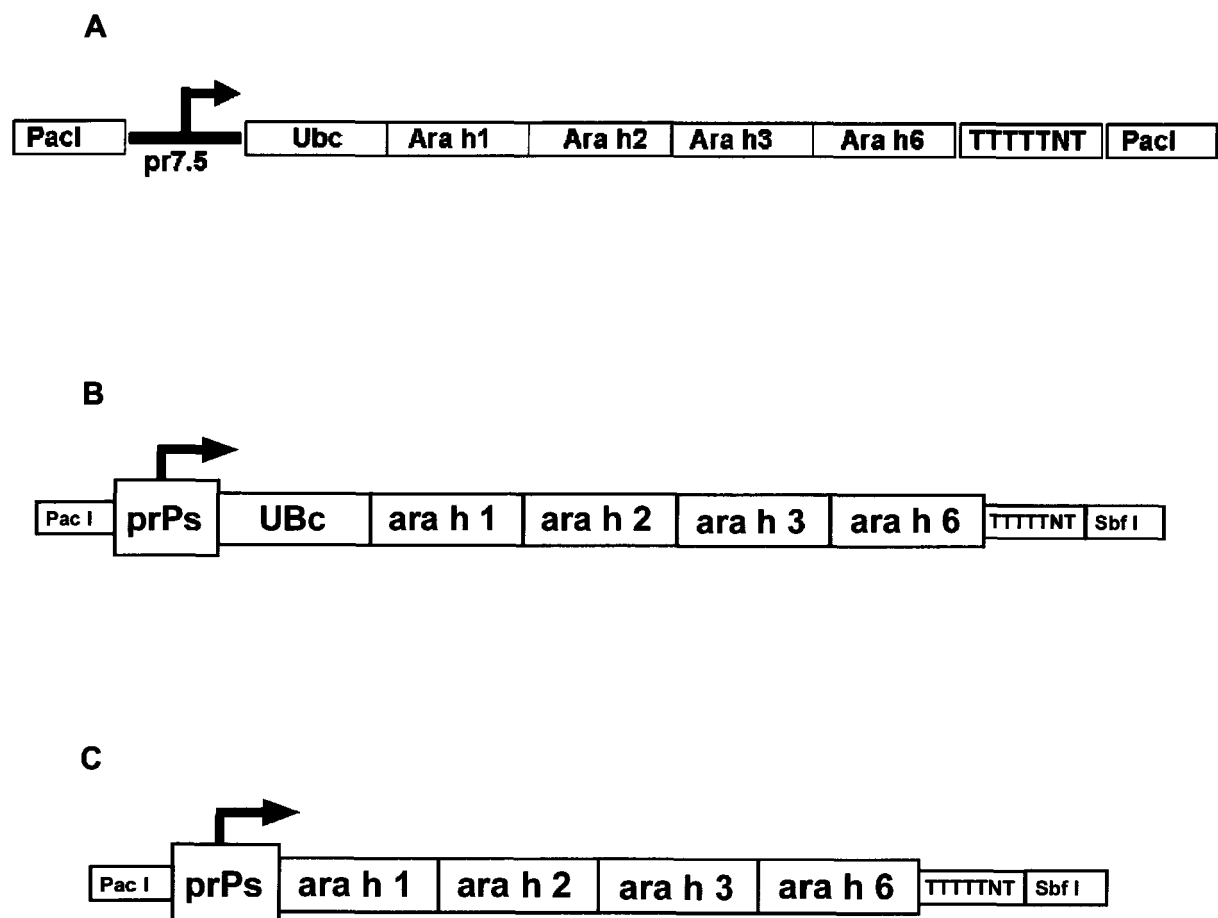 A
PacI pr7.5 Ubc Ara h1 Ara h2 Ara h3 Ara h6 TTTTTNT PacI
B
Pac I prPs UBc ara h 1 ara h 2 ara h 3 ara h 6 TTTTTNT Sbf I
C
Pac I prPs ara h 1 ara h 2 ara h 3 ara h 6 TTTTTNT Sbf I